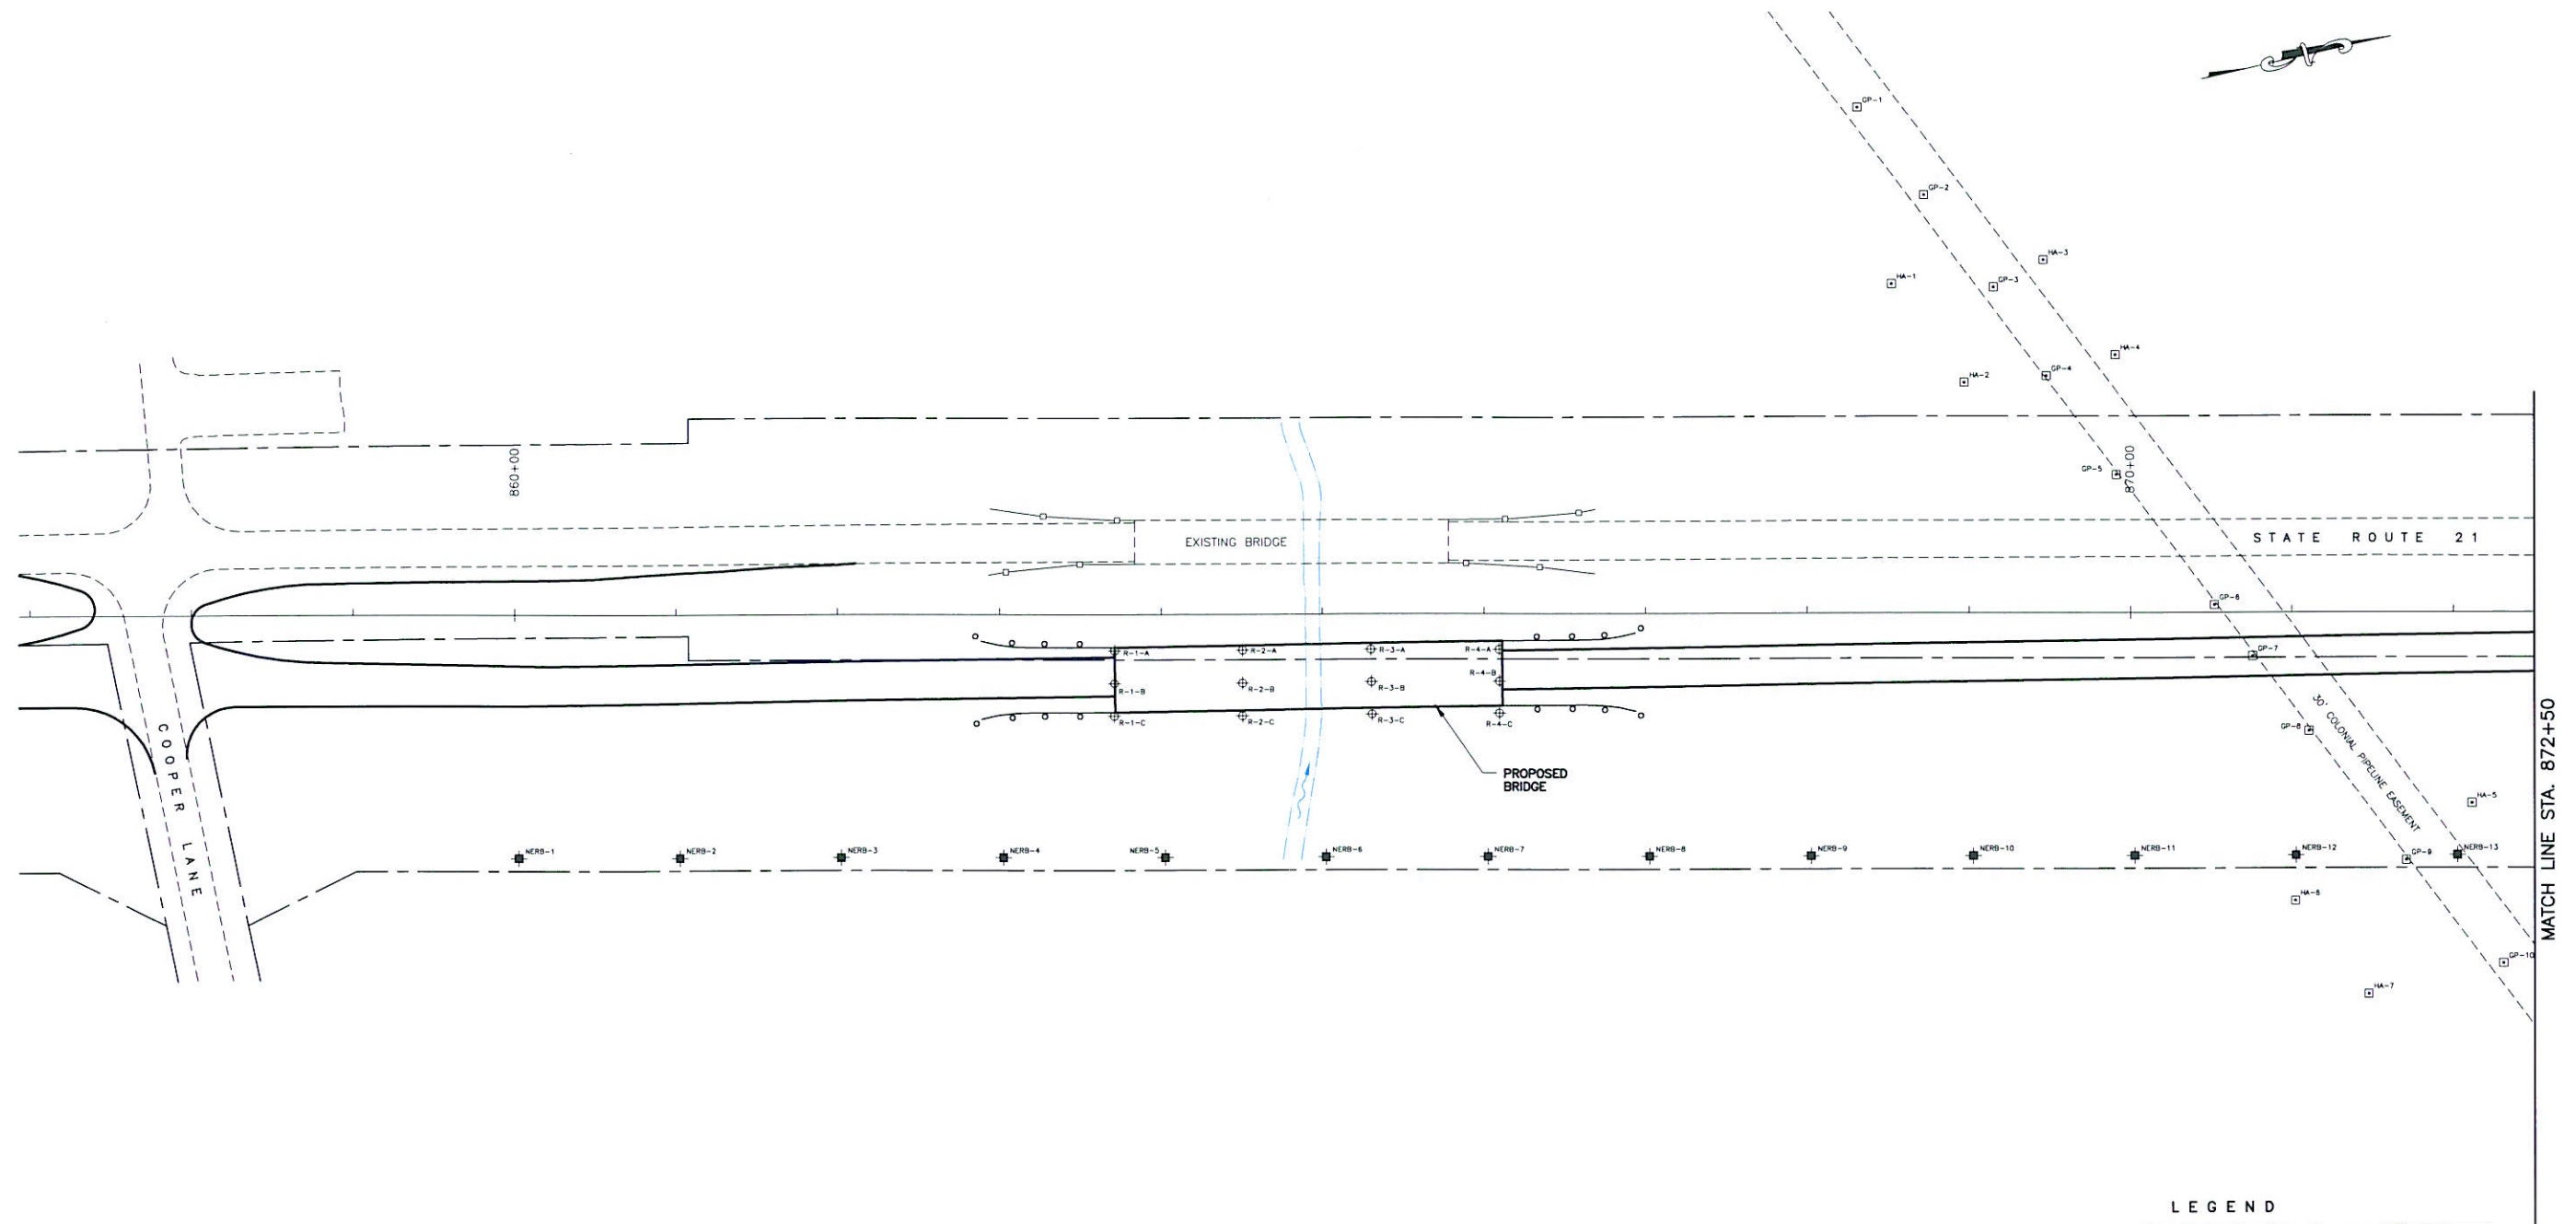 GP-1
GP-2
HA-3
HA-1
GP-3
HA-4
HA-2
GP-4
860+00
870+00
GP-5
EXISTING BRIDGE
STATE ROUTE 21
GP-6
R-1-A
R-2-A
R-3-A
R-4-A
GP-7
R-1-B
R-2-B
R-3-B
R-4-B
R-1-C
R-2-C
R-3-C
R-4-C
GP-8
30' COLONIAL PIPELINE EASEMENT
COOPER LANE
PROPOSED
BRIDGE
HA-5
MATCH LINE STA. 872+50
NERB-1
NERB-2
NERB-3
NERB-4
NERB-5
NERB-6
NERB-7
NERB-8
NERB-9
NERB-10
NERB-11
NERB-12
GP-9
NERB-13
HA-6
GP-10
HA-7
LEGEND